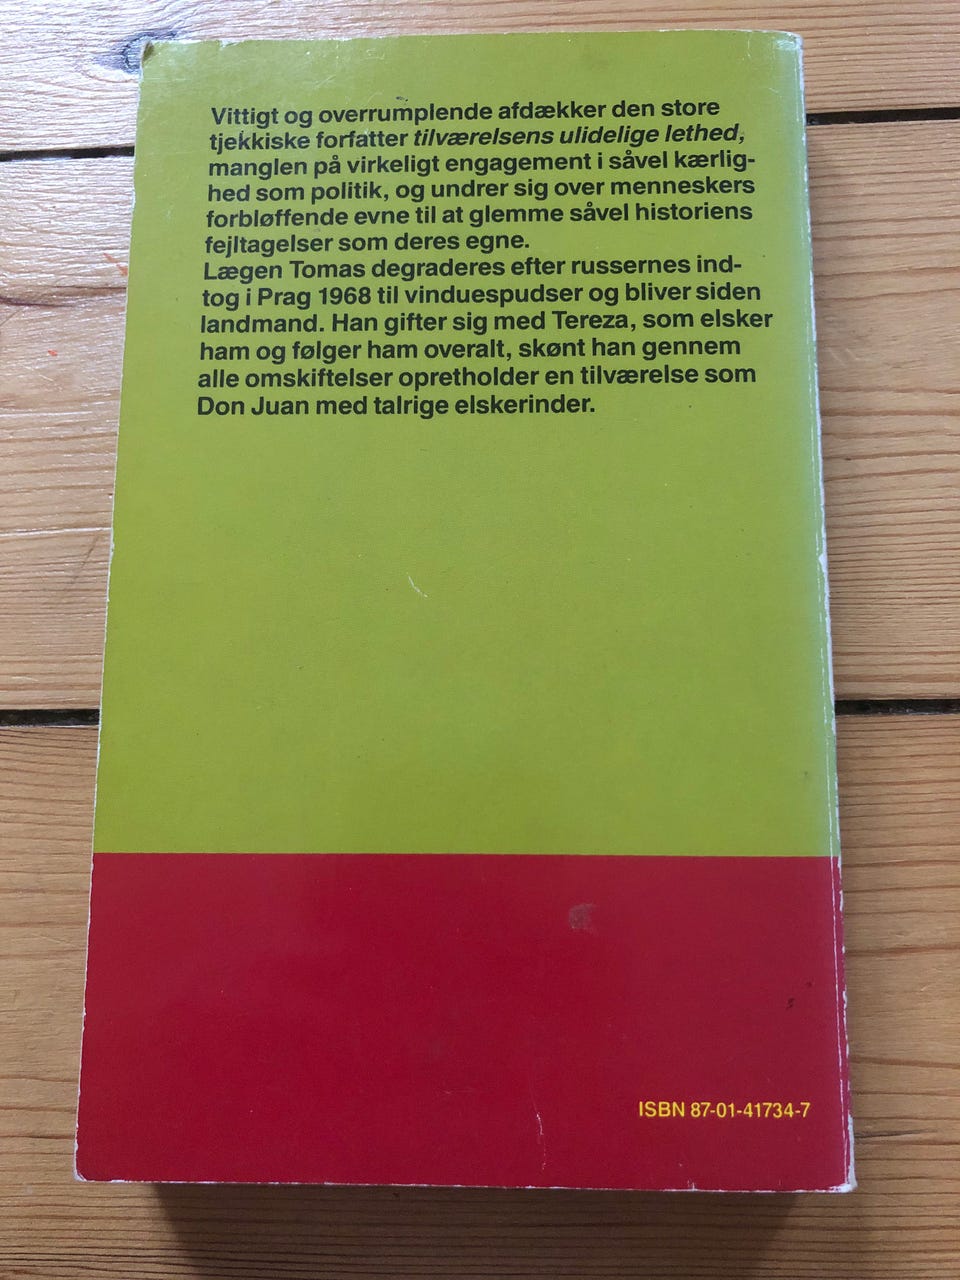 Vittigt og overrumplende afdækker den store
tjekkiske forfatter tilværelsens ulidelige lethed,
manglen på virkeligt engagement i såvel kærlig-
hed som politik, og undrer sig over menneskers
forbløffende evne til at glemme såvel historiens
fejltagelser som deres egne.
Lægen Tomas degraderes efter russernes ind-
tog i Prag 1968 til vinduespudser og bliver siden
landmand. Han gifter sig med Tereza, som elsker
ham og følger ham overalt, skønt han gennem
alle omskiftelser opretholder en tilværelse som
Don Juan med talrige elskerinder.
ISBN 87-01-41734-7